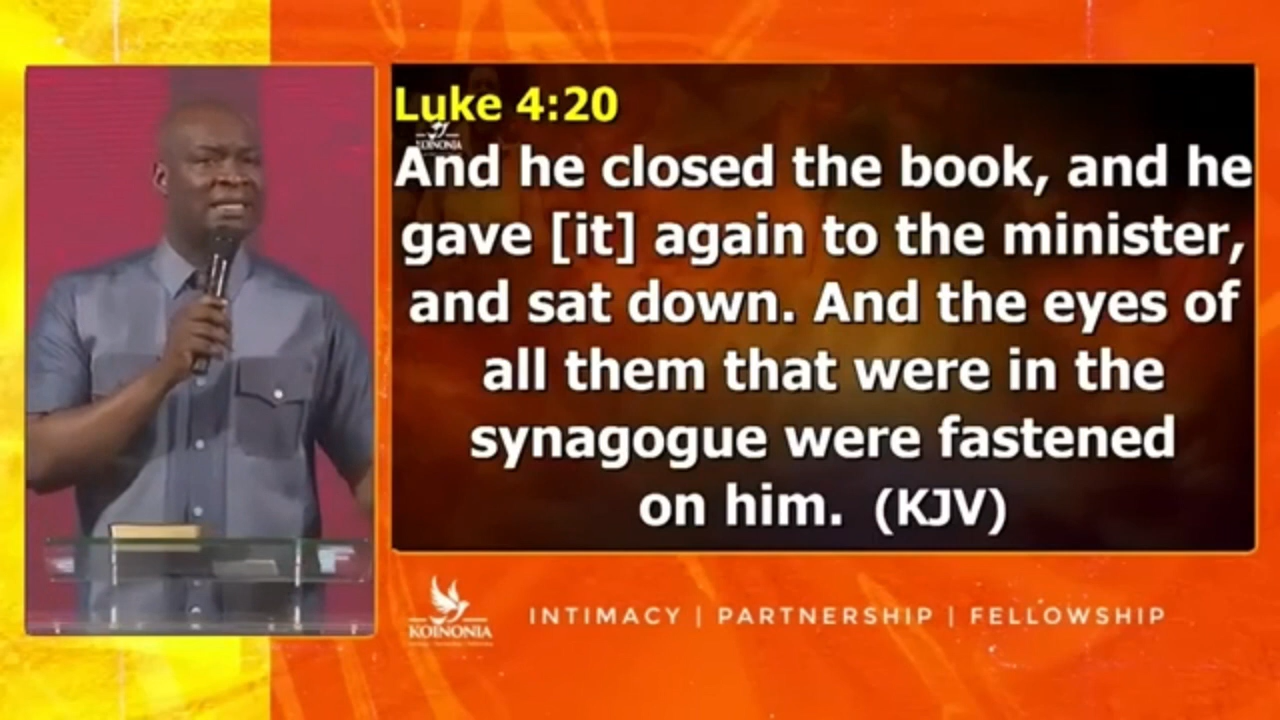 Luke 4:20
KOINONIA
And he closed the book, and he
gave [it] again to the minister,
and sat down. And the eyes of
all them that were in the
synagogue were fastened
on him. (KJV)
KOINONIA
INTIMACY | PARTNERSHIP | FELLOWSHIP